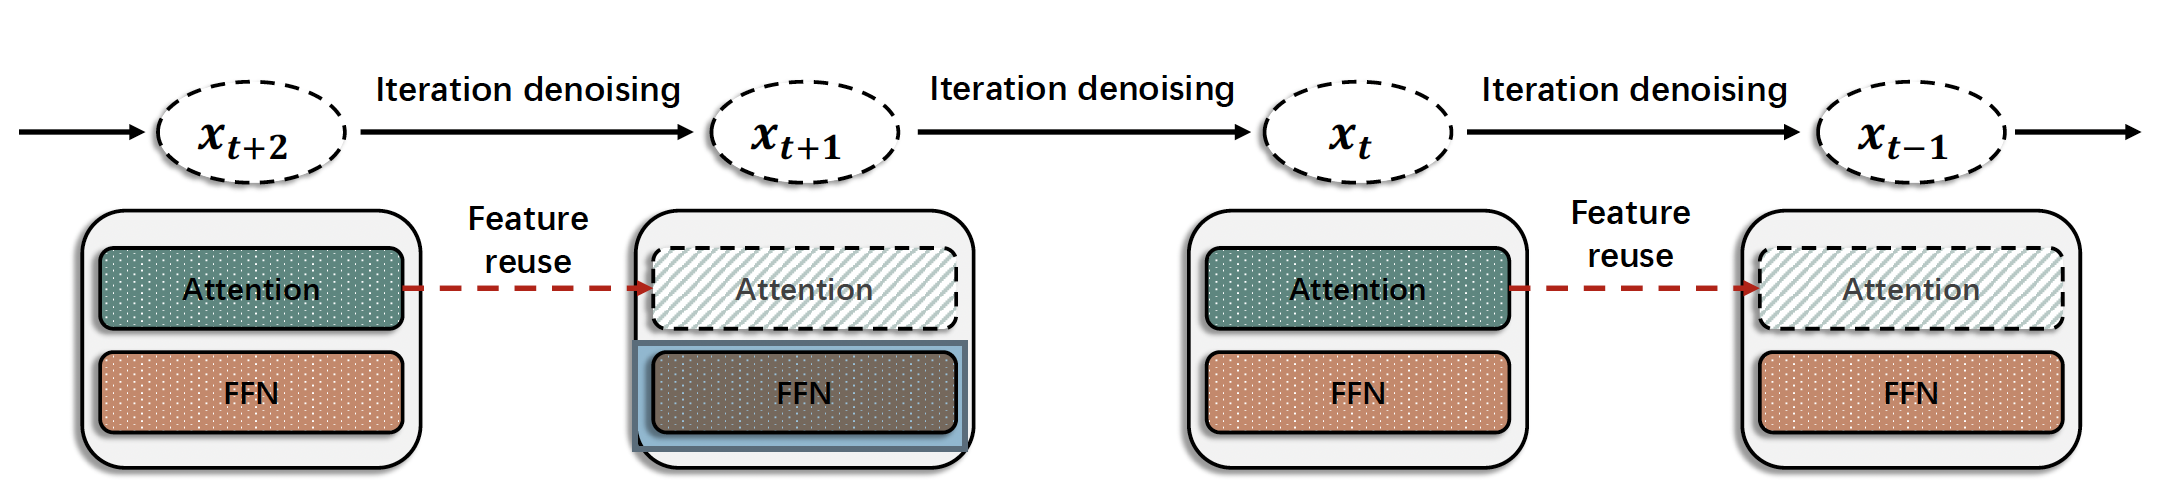 Iteration denoising
Iteration denoising
Iteration denoising
x_{t+2}
x_{t+1}
x_t
x_{t-1}
Feature
reuse
Feature
reuse
Attention
Attention
Attention
Attention
FFN
FFN
FFN
FFN